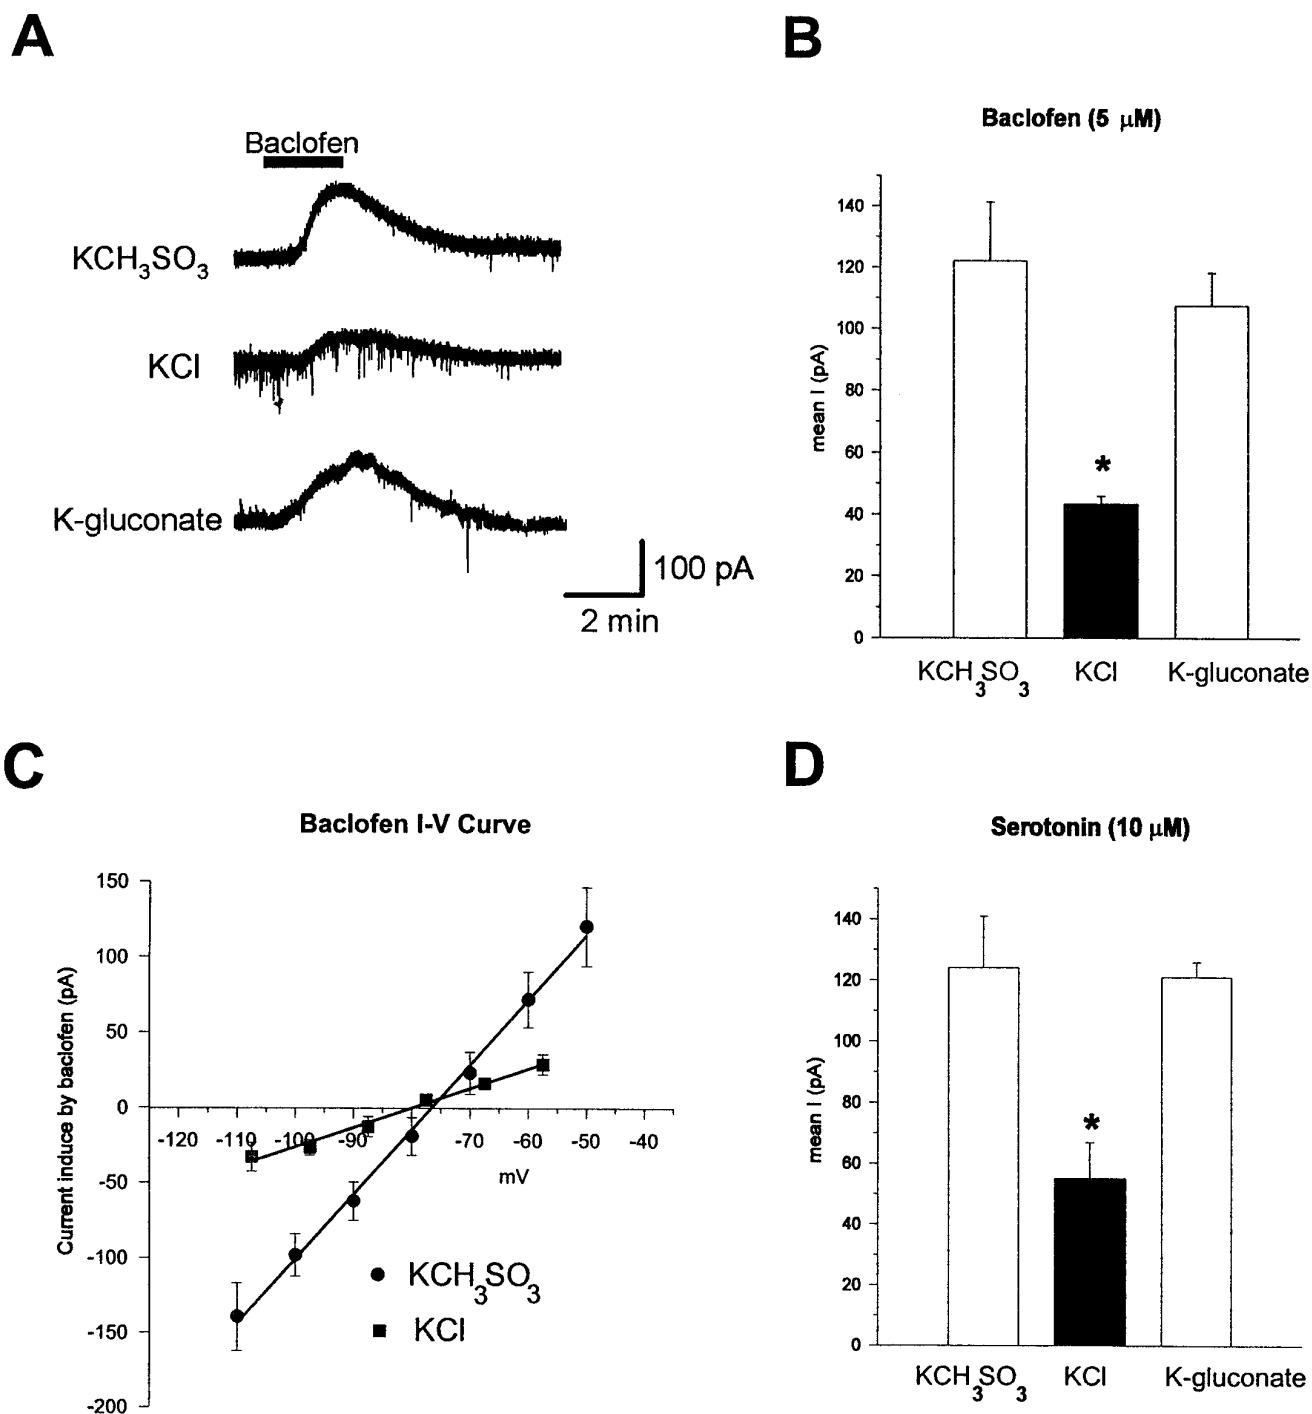 A
Baclofen
KCH3SO3
KCl
K-gluconate
100 pA
2 min
B
Baclofen (5 μM)
140
120
100
80
60
40
20
0
mean I (pA)
*
KCH3SO3 KCl K-gluconate
C
Baclofen I-V Curve
150
100
50
0
-50
-100
-150
-200
Current induce by baclofen (pA)
-120 -110 -100 -90 -80 -70 -60 -50 -40
mV
KCH3SO3
KCl
D
Serotonin (10 μM)
140
120
100
80
60
40
20
0
mean I (pA)
*
KCH3SO3 KCl K-gluconate